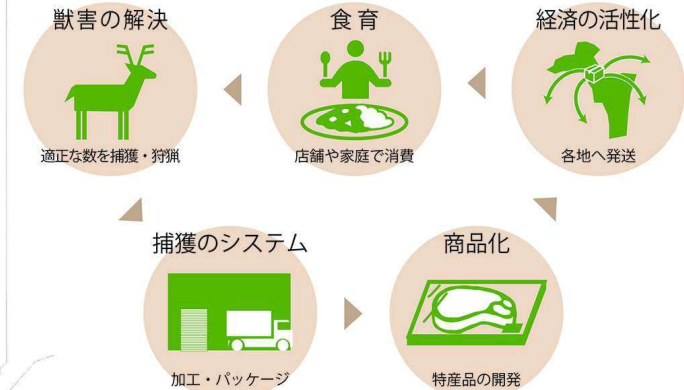 獣害の解決
食育
経済の活性化
適正な数を捕獲・狩猟
店舗や家庭で消費
各地へ発送
捕獲のシステム
商品化
加工・パッケージ
特産品の開発